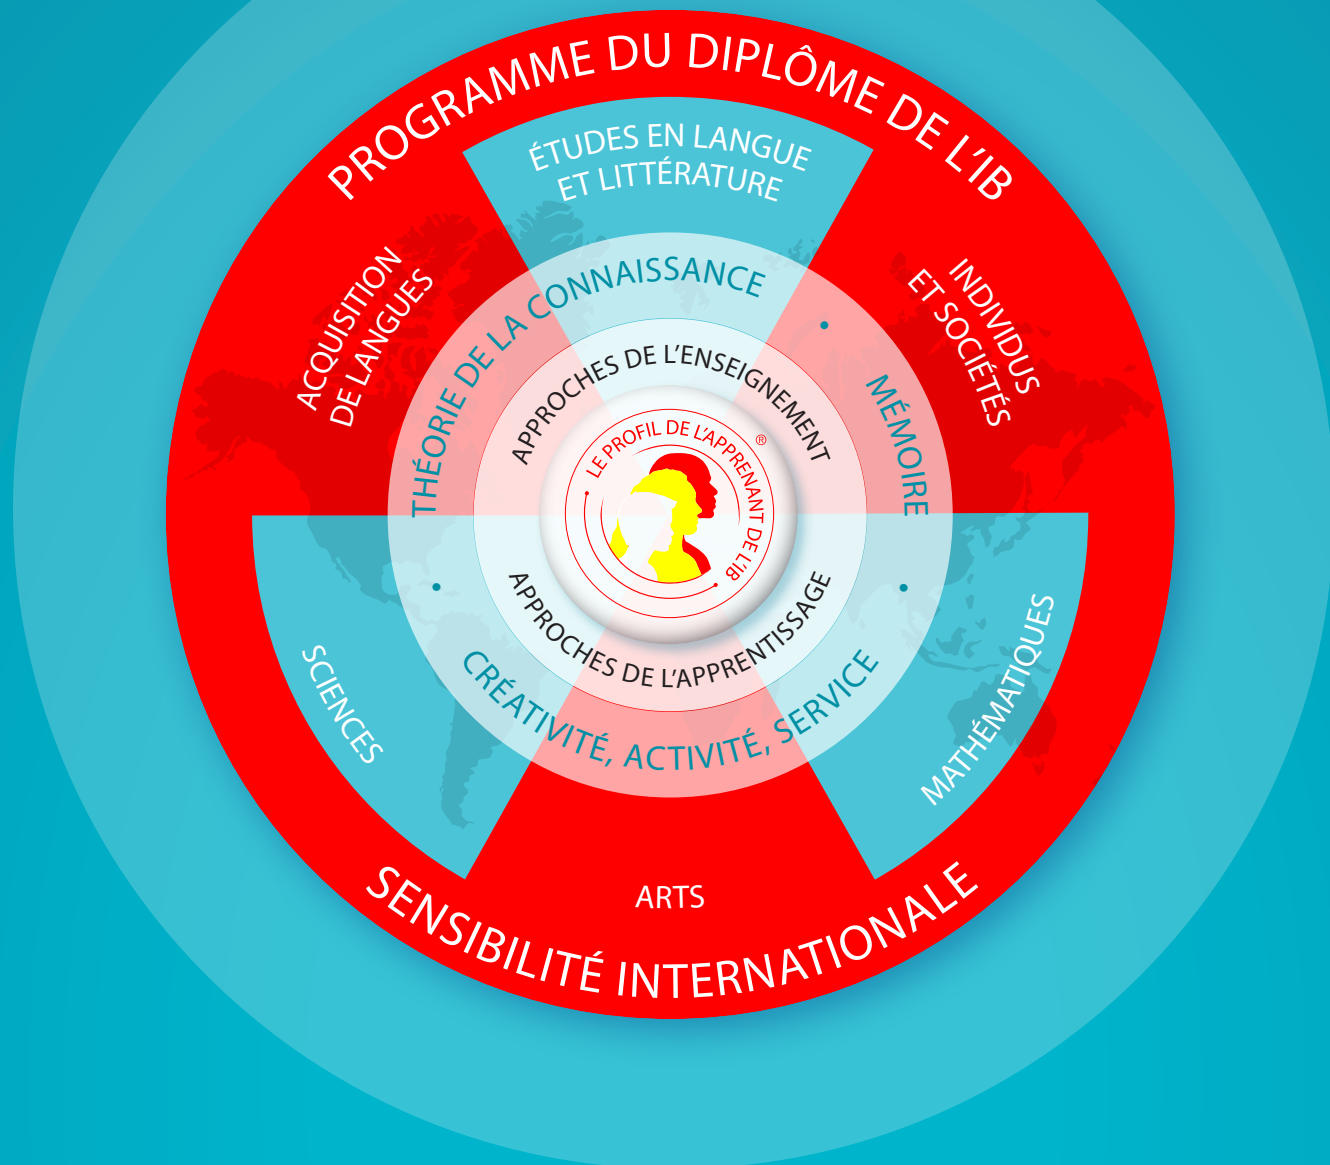 PROGRAMME DU DIPLÔME DE L'IB
ÉTUDES EN LANGUE
ET LITTÉRATURE
ACQUISITION
DE LANGUES
INDIVIDUS
ET SOCIÉTÉS
THÉORIE DE LA CONNAISSANCE
•
MÉMOIRE
•
APPROCHES DE L'ENSEIGNEMENT
LE PROFIL DE L'APPRENANT DE L'IB
®
APPROCHES DE L'APPRENTISSAGE
•
CRÉATIVITÉ, ACTIVITÉ, SERVICE
SCIENCES
MATHÉMATIQUES
ARTS
SENSIBILITÉ INTERNATIONALE